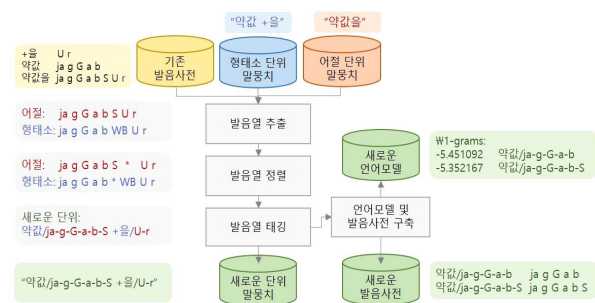 "약값 +을"
"약값을"
+을 U r
약값 ja g G a b
약값을 ja g G a b S U r
기존
발음사전
형태소 단위
말뭉치
어절 단위
말뭉치
어절: ja g G a b S U r
형태소: ja g G a b WB U r
발음열 추출
어절: ja g G a b S * U r
형태소: ja g G a b * WB U r
발음열 정렬
새로운
언어모델
₩1-grams:
-5.451092 약값/ja-g-G-a-b
-5.352167 약값/ja-g-G-a-b-S
새로운 단위:
약값/ja-g-G-a-b-S +을/U-r
발음열 태깅
언어모델 및
발음사전 구축
"약값/ja-g-G-a-b-S +을/U-r"
새로운 단위
말뭉치
새로운
발음사전
약값/ja-g-G-a-b ja g G a b
약값/ja-g-G-a-b-S ja g G a b S